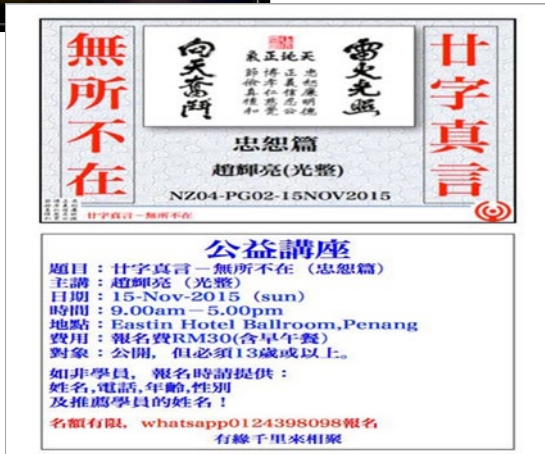 廿字真言
無所不在
雷火光照
天地正氣
忠恕廉明德
正義信忍公
博孝仁慈覺
節儉真禮和
向天奮鬥
忠恕篇
趙輝亮(光整)
NZ04-PG02-15NOV2015
廿字真言－無所不在
公益講座
題目：廿字真言－無所不在（忠恕篇）
主講：趙輝亮（光整）
日期：15-Nov-2015 (sun)
時間：9.00am－5.00pm
地點：Eastin Hotel Ballroom,Penang
費用：報名費RM30(含早午餐)
對象：公開，但必須13歲或以上。
如非學員，報名時請提供：
姓名,電話,年齡,性別
及推薦學員的姓名！
名額有限，whatsapp0124398098報名
有緣千里來相聚